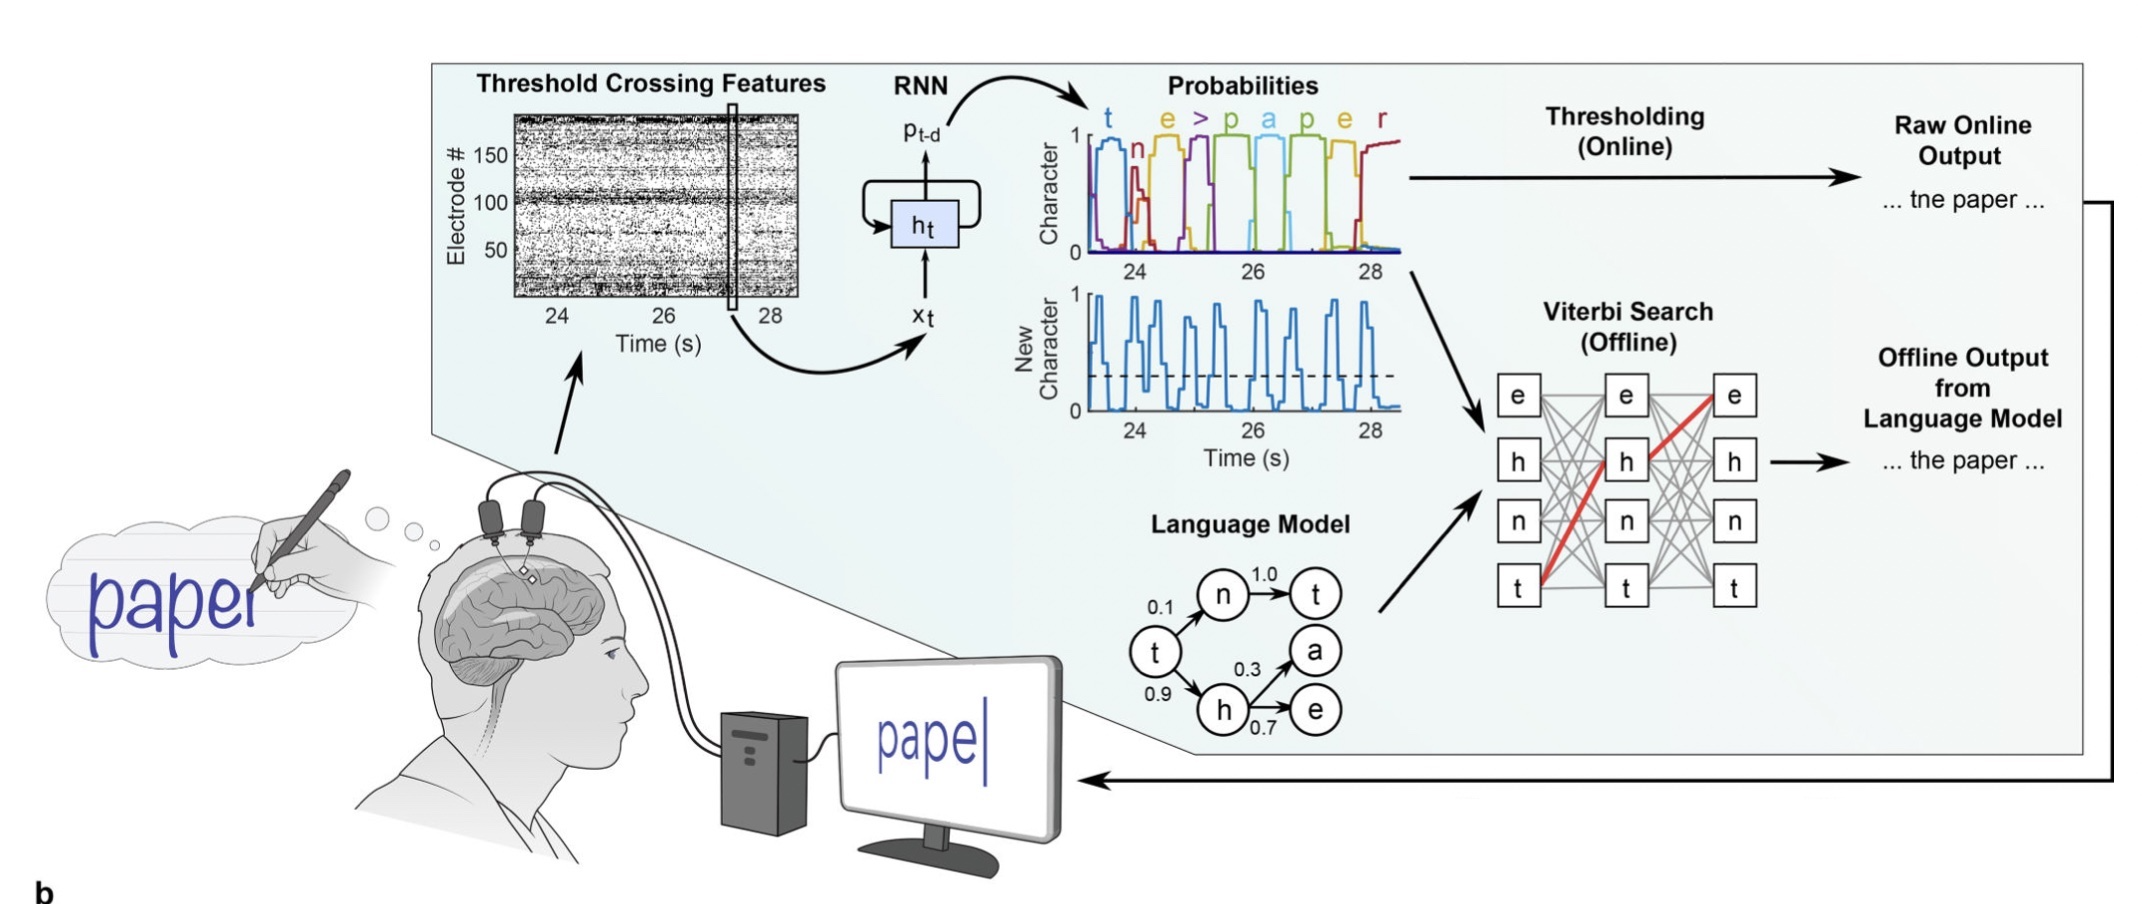 Threshold Crossing Features
Electrode #
150
100
50
24 26 28
Time (s)
RNN
pt-d
ht
xt
Probabilities
t n e > p a p e r
Character
1
0
24 26 28
New
Character
1
0
24 26 28
Time (s)
Thresholding
(Online)
Raw Online
Output
... tne paper ...
Viterbi Search
(Offline)
e e e
h h h
n n n
t t t
Offline Output
from
Language Model
... the paper ...
Language Model
t
0.1
n
1.0
t
0.9
h
0.3
a
0.7
e
paper
pape|
b